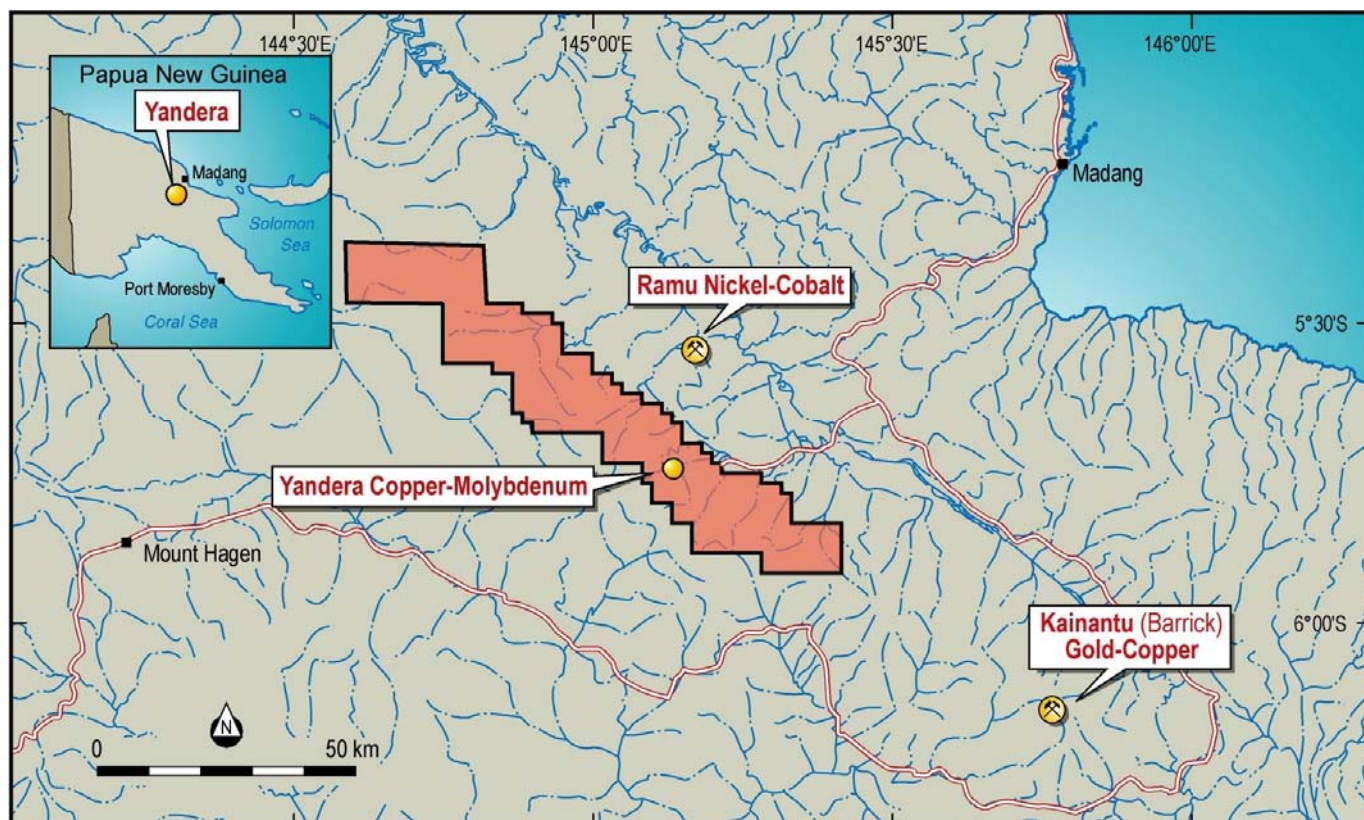 144°30'E
145°00'E
145°30'E
146°00'E
Papua New Guinea
Yandera
Madang
Solomon
Sea
Port Moresby
Coral Sea
Madang
Ramu Nickel-Cobalt
5°30'S
Yandera Copper-Molybdenum
Mount Hagen
Kainantu (Barrick)
Gold-Copper
6°00'S
N
0 50 km